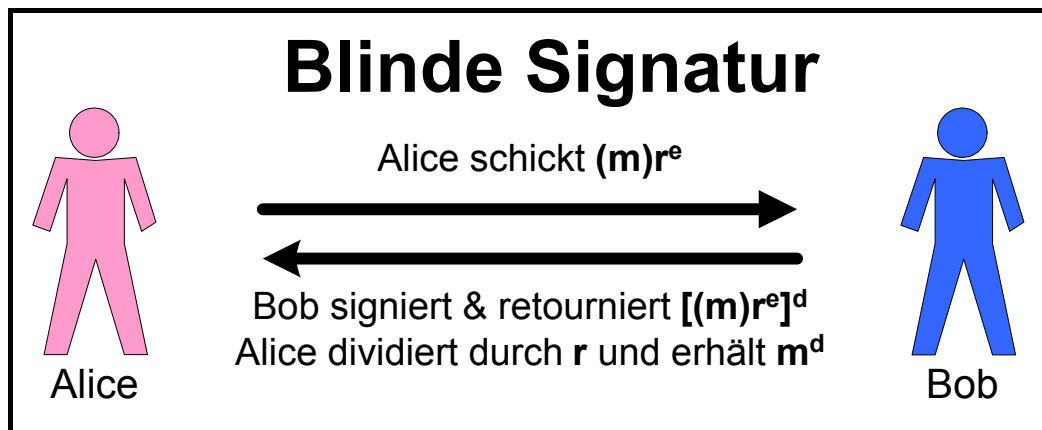 Blinde Signatur
Alice schickt (m)rᵉ
Bob signiert & retourniert [(m)rᵉ]ᵈ
Alice dividiert durch r und erhält mᵈ
Alice
Bob